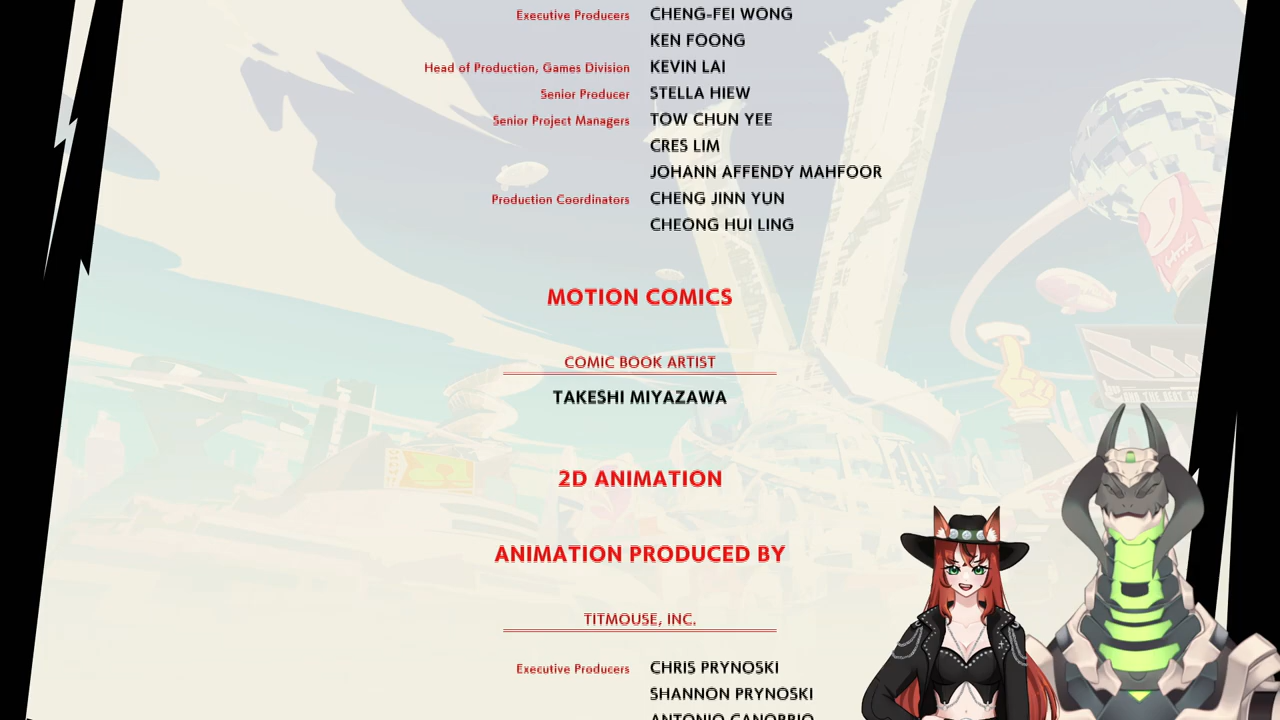 Executive Producers CHENG-FEI WONG
KEN FOONG
Head of Production, Games Division KEVIN LAI
Senior Producer STELLA HIEW
Senior Project Managers TOW CHUN YEE
CRES LIM
JOHANN AFFENDY MAHFOOR
Production Coordinators CHENG JINN YUN
CHEONG HUI LING
MOTION COMICS
COMIC BOOK ARTIST
TAKESHI MIYAZAWA
2D ANIMATION
ANIMATION PRODUCED BY
TITMOUSE, INC.
Executive Producers CHRIS PRYNOSKI
SHANNON PRYNOSKI